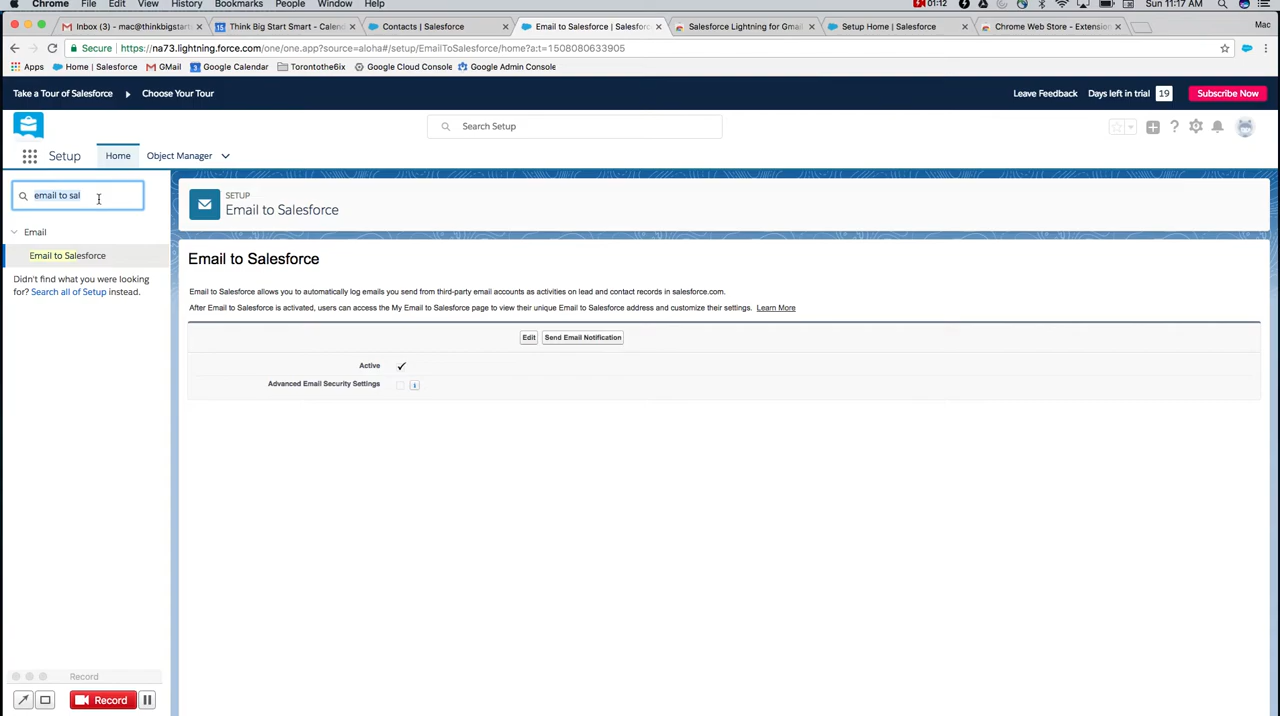 Chrome File Edit View History Bookmarks People Window Help 01:12 Sun 11:17 AM
Inbox (3) - mac@thinkbigstart Think Big Start Smart - Calend Contacts | Salesforce Email to Salesforce | Salesforc Salesforce Lightning for Gmail Setup Home | Salesforce Chrome Web Store - Extension Mac
Secure https://na73.lightning.force.com/one/one.app?source=aloha#/setup/EmailToSalesforce/home?a:t=1508080633905
Apps Home | Salesforce GMail Google Calendar Torontothe6ix Google Cloud Console Google Admin Console
Take a Tour of Salesforce Choose Your Tour Leave Feedback Days left in trial 19 Subscribe Now
Search Setup
Setup Home Object Manager
email to sal
SETUP
Email to Salesforce
Email
Email to Salesforce
Didn't find what you were looking
for? Search all of Setup instead.
Email to Salesforce
Email to Salesforce allows you to automatically log emails you send from third-party email accounts as activities on lead and contact records in salesforce.com.
After Email to Salesforce is activated, users can access the My Email to Salesforce page to view their unique Email to Salesforce address and customize their settings. Learn More
Edit Send Email Notification
Active
Advanced Email Security Settings
Record
Record